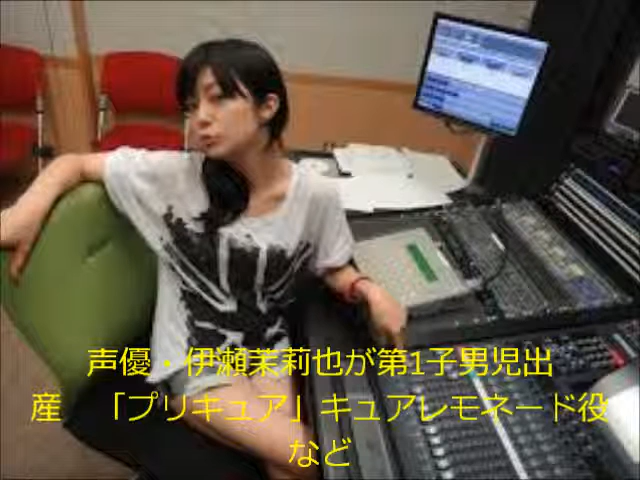 声優・伊瀬茉莉也が第1子男児出
産　「プリキュア」キュアレモネード役
など